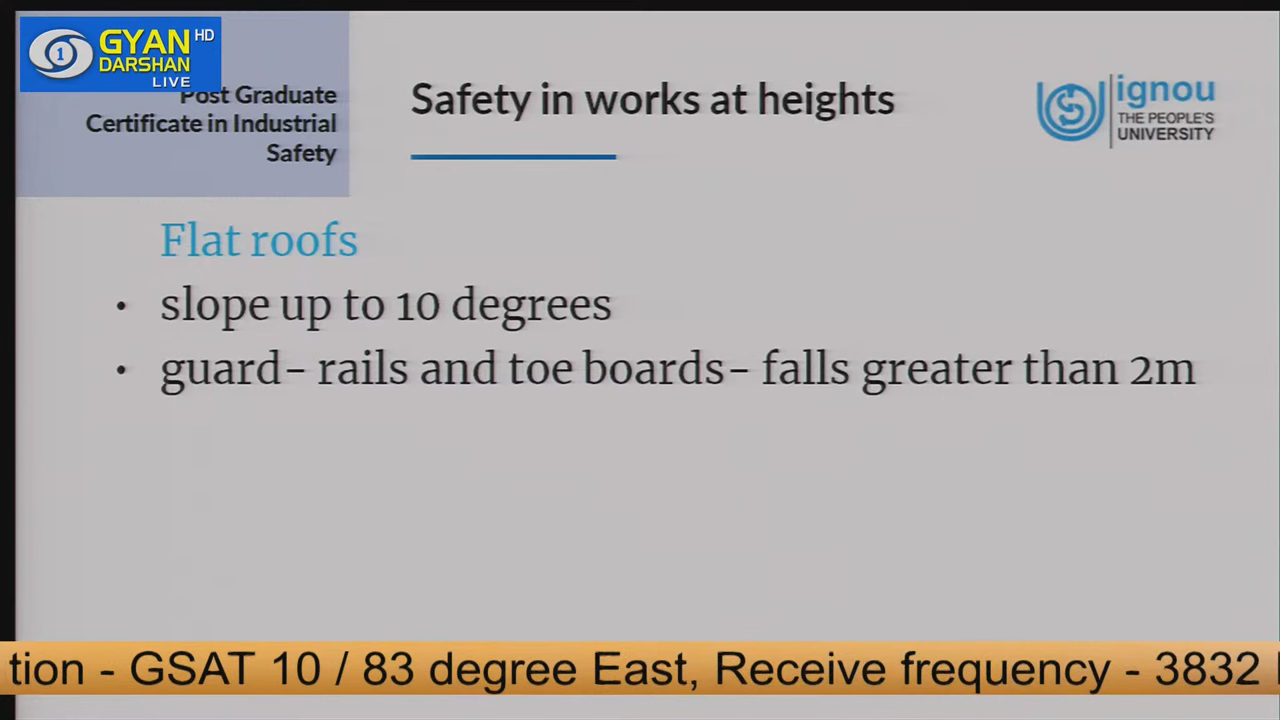 GYAN HD
DARSHAN
LIVE
1
Post Graduate
Certificate in Industrial
Safety
Safety in works at heights
ignou
THE PEOPLE'S
UNIVERSITY
Flat roofs
• slope up to 10 degrees
• guard- rails and toe boards- falls greater than 2m
tion - GSAT 10 / 83 degree East, Receive frequency - 3832